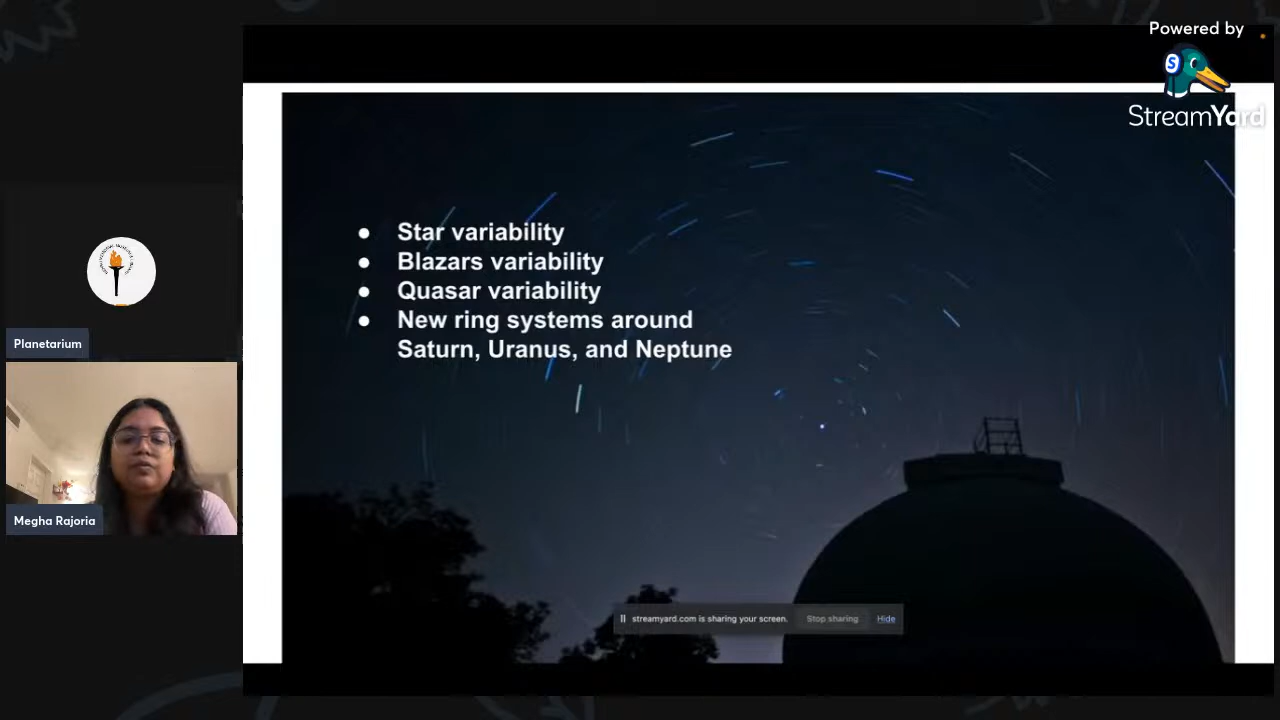 Powered by
StreamYard
Star variability
Blazars variability
Quasar variability
New ring systems around
Saturn, Uranus, and Neptune
Planetarium
Megha Rajoria
streamyard.com is sharing your screen.
Stop sharing
Hide